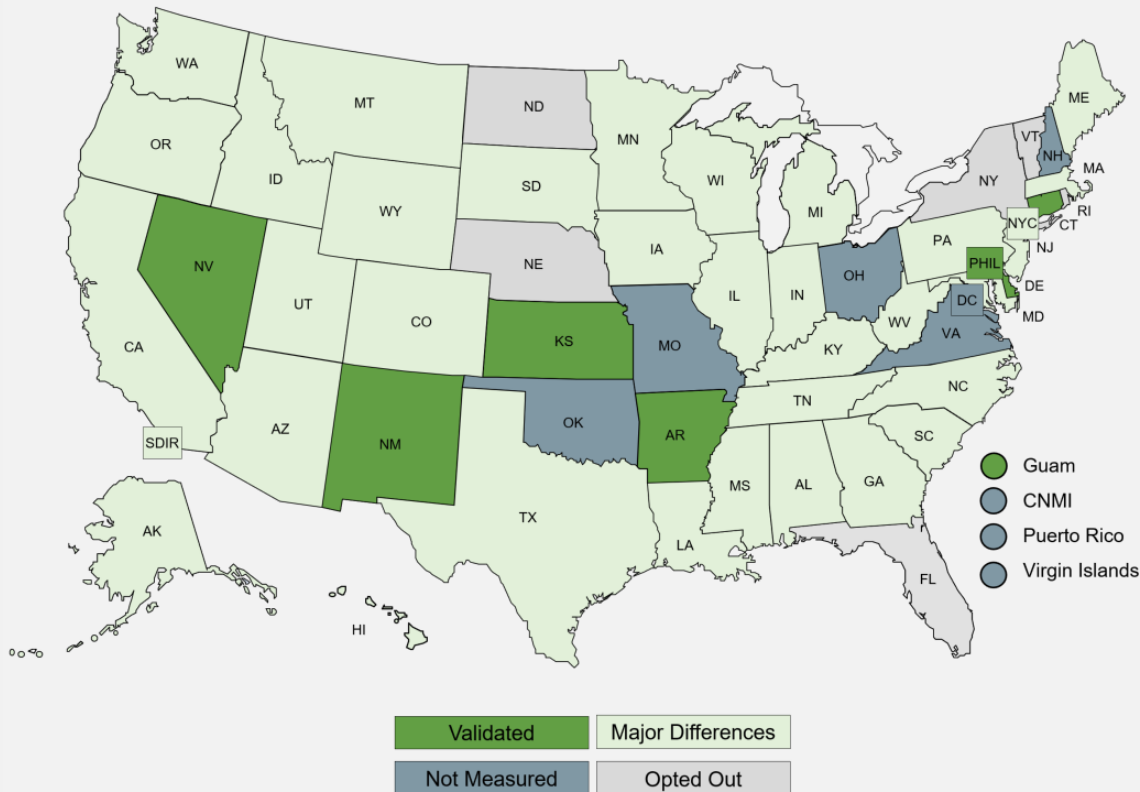 WA
MT
ND
MN
ME
OR
ID
SD
WI
VT
NH
MA
NY
WY
MI
RI
NYC
CT
NE
IA
PA
NJ
NV
PHIL
UT
CO
IL
IN
OH
DE
DC
MD
CA
KS
MO
WV
VA
KY
NC
SDIR
AZ
NM
OK
AR
TN
SC
MS
AL
GA
TX
LA
AK
FL
HI
Guam
CNMI
Puerto Rico
Virgin Islands
Validated
Major Differences
Not Measured
Opted Out